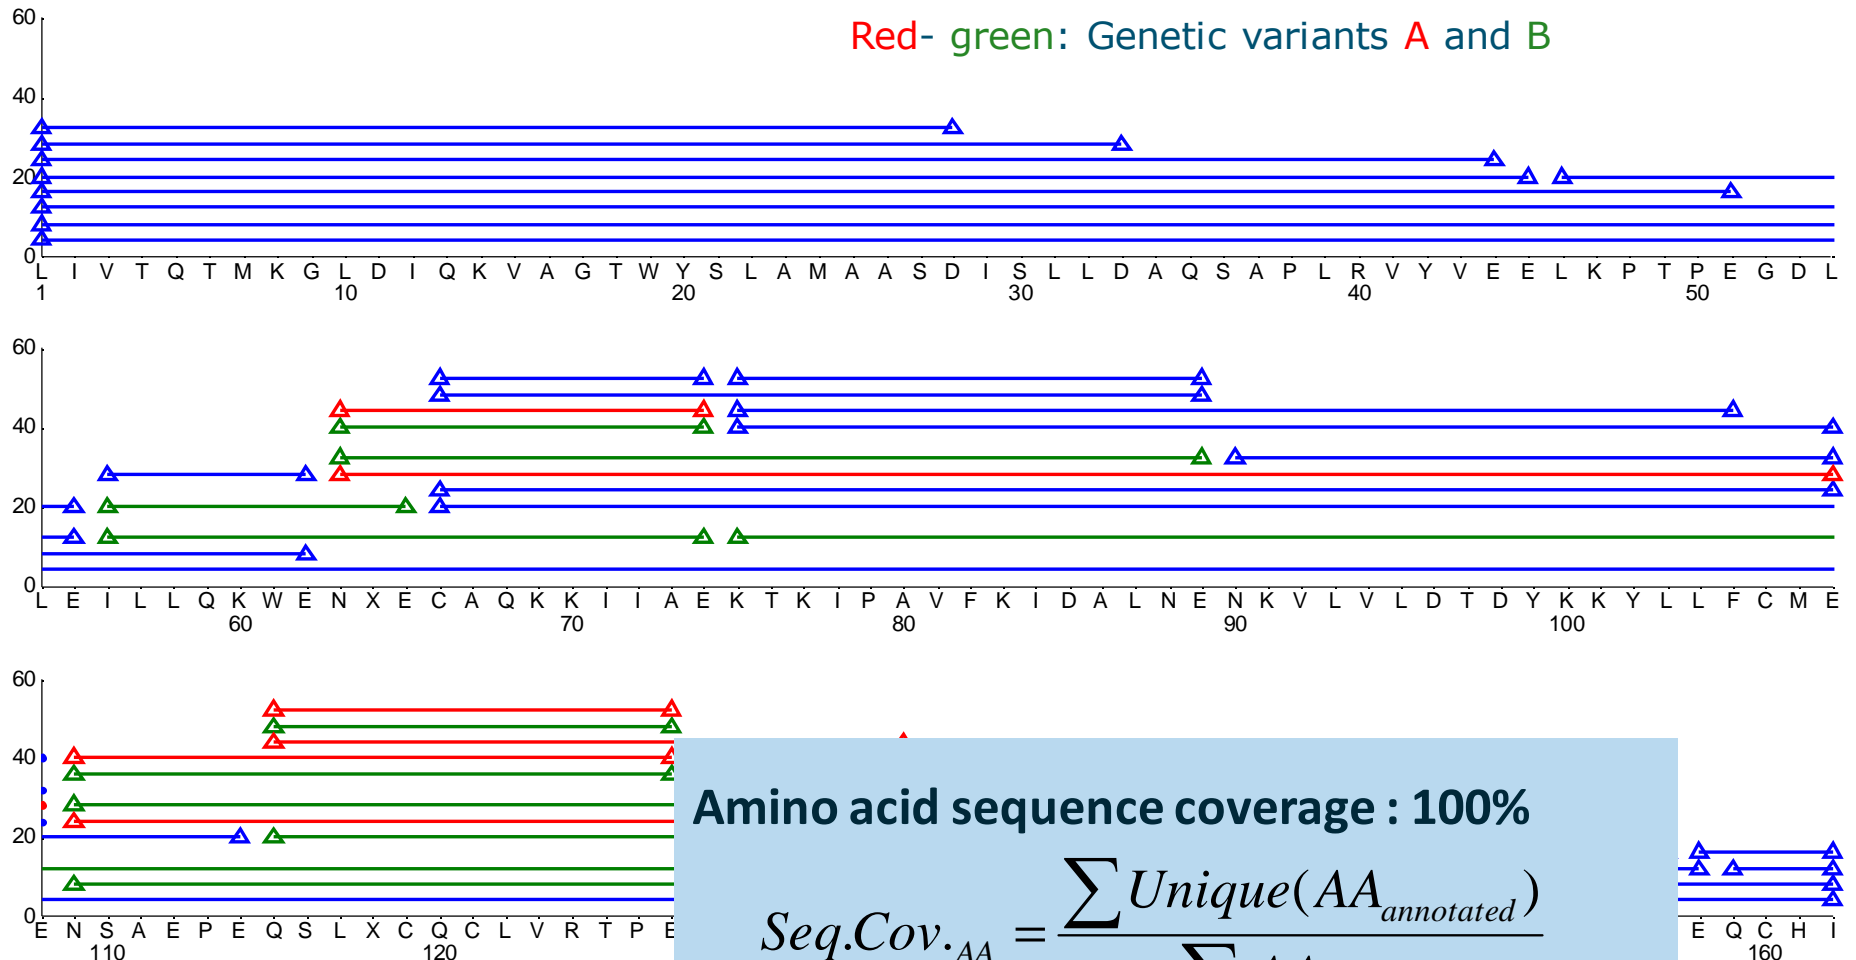 Red- green: Genetic variants A and B
60
40
20
0
L I V T Q T M K G L D I Q K V A G T W Y S L A M A A S D I S L L D A Q S A P L R V Y V E E L K P T P E G D L
1 10 20 30 40 50
60
40
20
0
L E I L L Q K W E N X E C A Q K K I I A E K T K I P A V F K I D A L N E N K V L V L D T D Y K K Y L L F C M E
60 70 80 90 100
60
40
20
0
E N S A E P E Q S L X C Q C L V R T P E
110 120
Amino acid sequence coverage : 100%
Seq.Cov.AA = ∑Unique(AAannotated)
E Q C H I
160